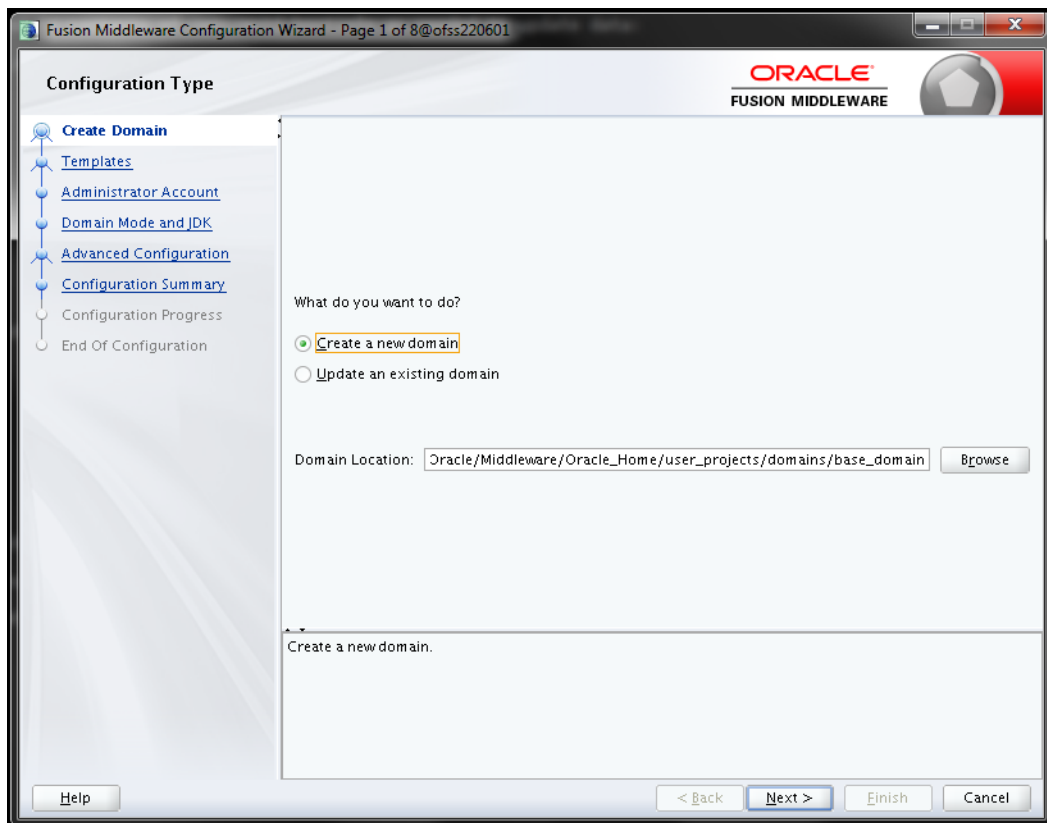 Fusion Middleware Configuration Wizard - Page 1 of 8@ofss220601
Configuration Type
ORACLE
FUSION MIDDLEWARE
Create Domain
Templates
Administrator Account
Domain Mode and JDK
Advanced Configuration
Configuration Summary
Configuration Progress
End Of Configuration
What do you want to do?
Create a new domain
Update an existing domain
Domain Location: Oracle/Middleware/Oracle_Home/user_projects/domains/base_domain Browse
Create a new domain.
Help < Back Next > Finish Cancel